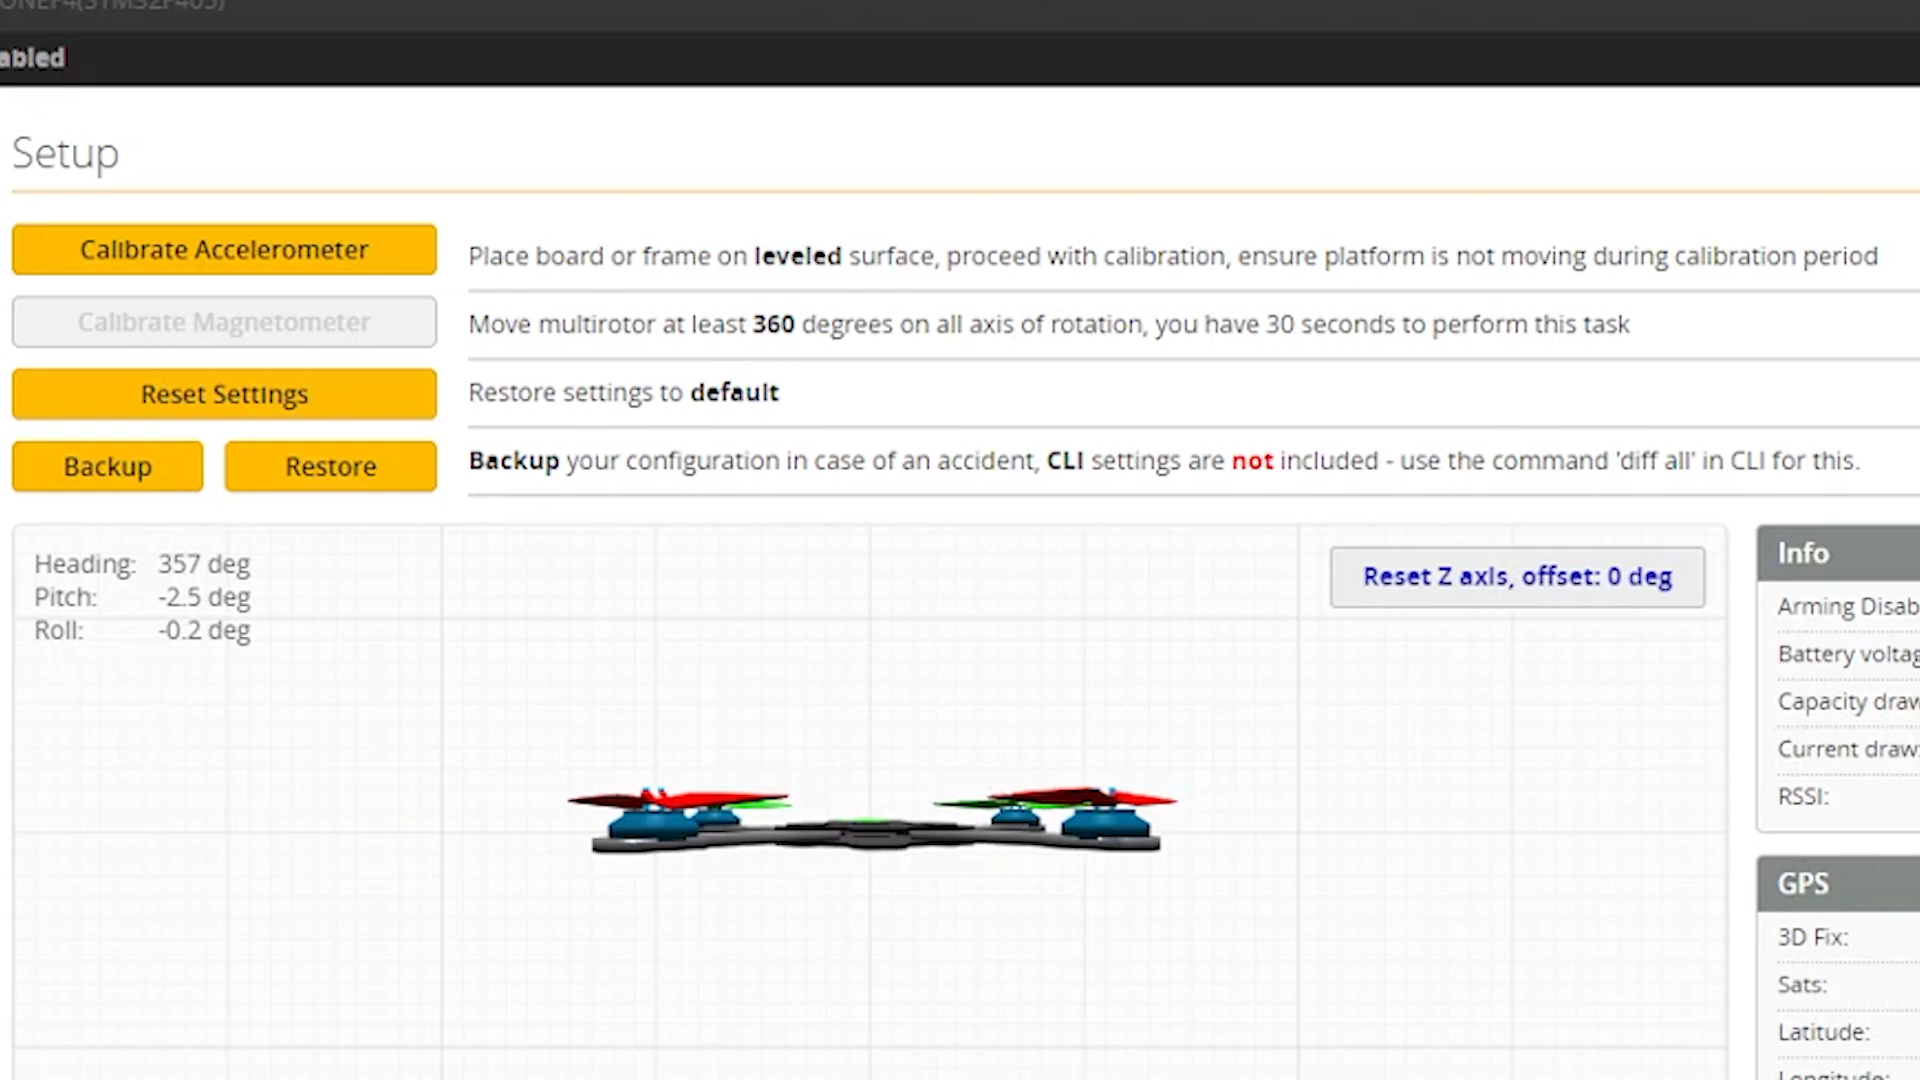 ONEF4(STM32F405)
abled
Setup
Calibrate Accelerometer
Place board or frame on leveled surface, proceed with calibration, ensure platform is not moving during calibration period
Calibrate Magnetometer
Move multirotor at least 360 degrees on all axis of rotation, you have 30 seconds to perform this task
Reset Settings
Restore settings to default
Backup Restore
Backup your configuration in case of an accident, CLI settings are not included - use the command 'diff all' in CLI for this.
Heading: 357 deg
Pitch: -2.5 deg
Roll: -0.2 deg
Reset Z axis, offset: 0 deg
Info
Arming Disab
Battery voltag
Capacity draw
Current draw:
RSSI:
GPS
3D Fix:
Sats:
Latitude:
Longitude: